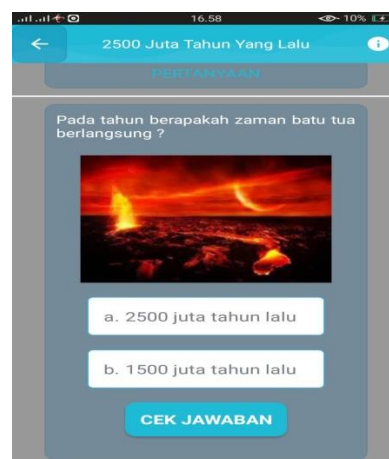 16.58
10%
2500 Juta Tahun Yang Lalu
PERTANYAAN
Pada tahun berapakah zaman batu tua
berlangsung ?
a. 2500 juta tahun lalu
b. 1500 juta tahun lalu
CEK JAWABAN